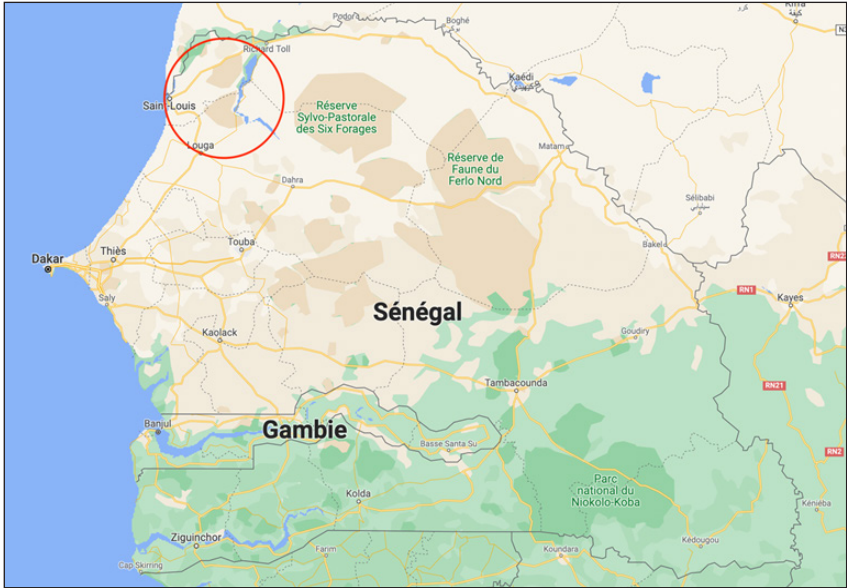 Podor
Boghé
كيفة
Richard Toll
Kaédi
Saint-Louis
Réserve
Sylvo-Pastorale
des Six Forages
Louga
Matam
Réserve de
Faune du
Ferlo Nord
Dahra
Sélibabi
سيليبابي
Touba
Bakel
Dakar
Thiès
RN1
Kayes
Saly
Sénégal
Kaolack
Goudiry
Tambacounda
RN21
Banjul
Gambie
Basse Santa Su
RN2
Parc
national du
Niokolo-Koba
Kolda
Kéniéba
Ziguinchor
Farim
Koundara
Kédougou
Cap Skirring